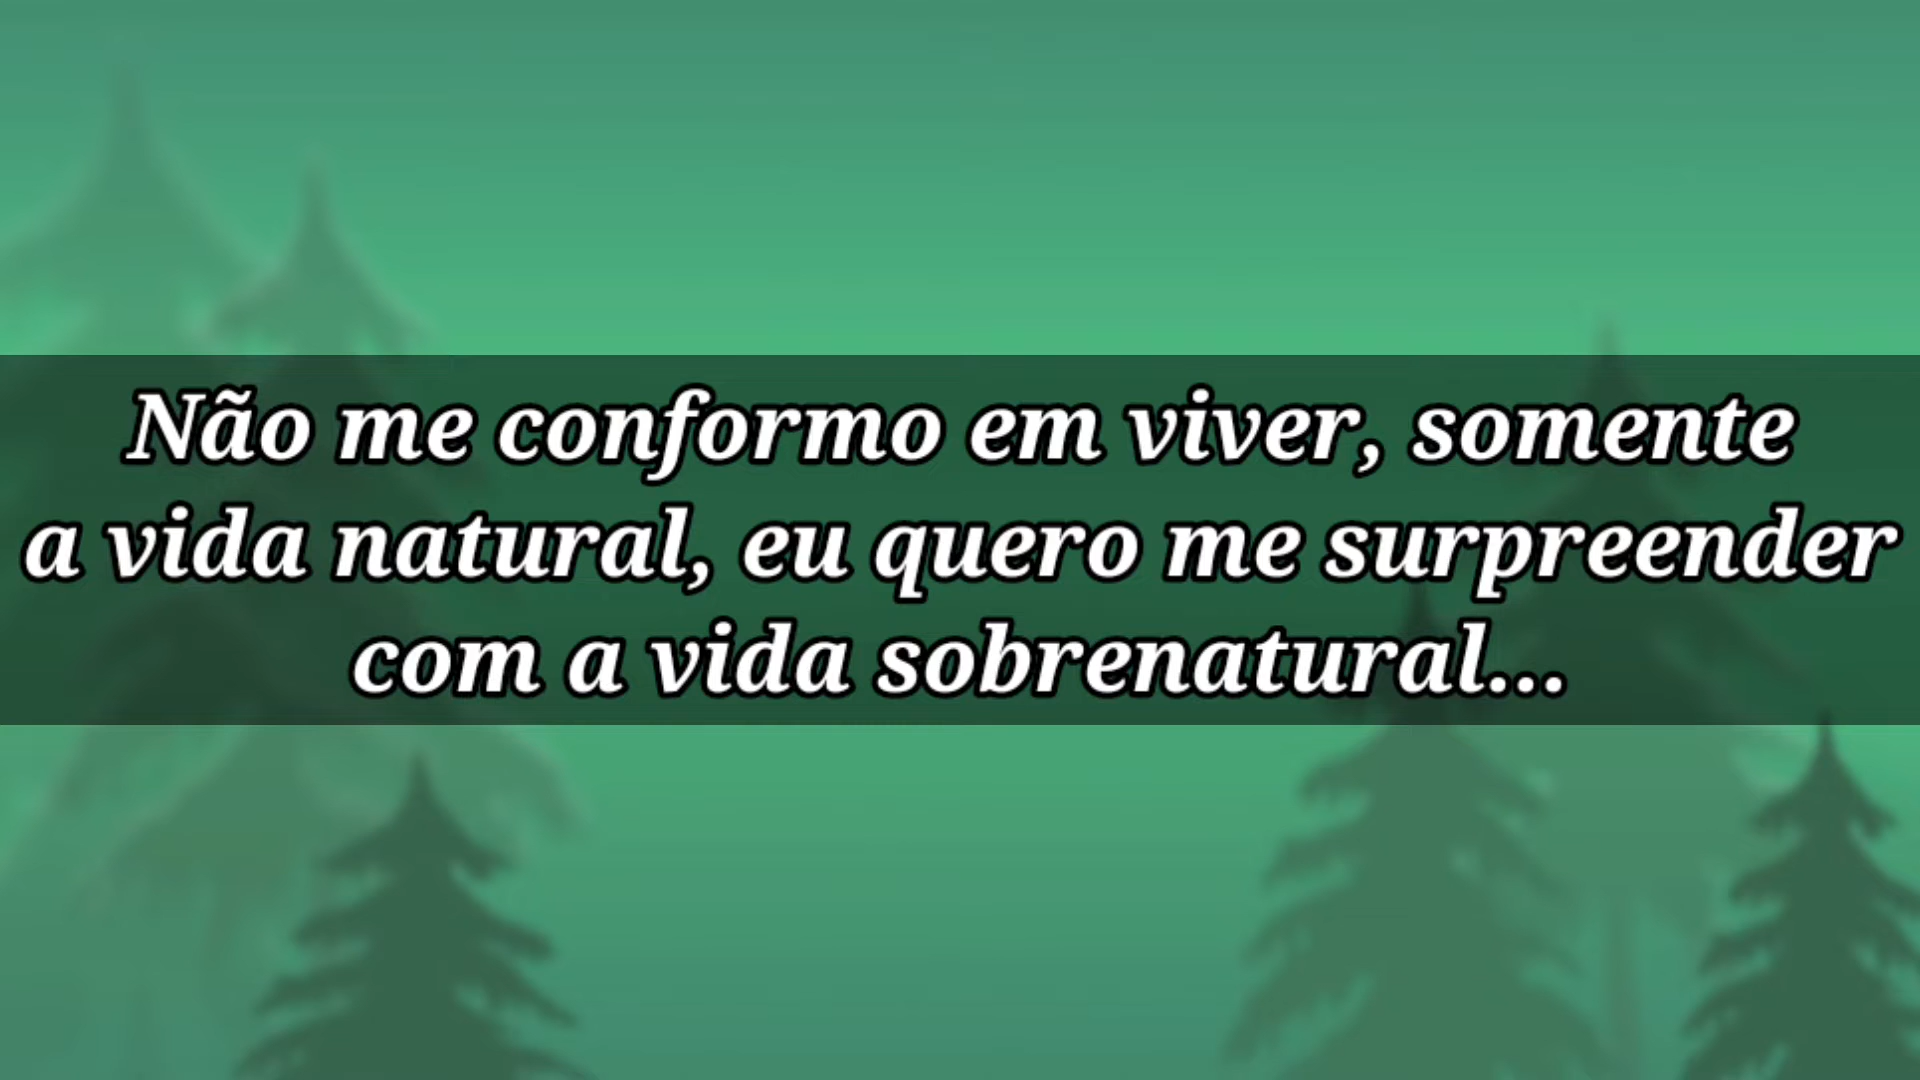 Não me conformo em viver, somente
a vida natural, eu quero me surpreender
com a vida sobrenatural...